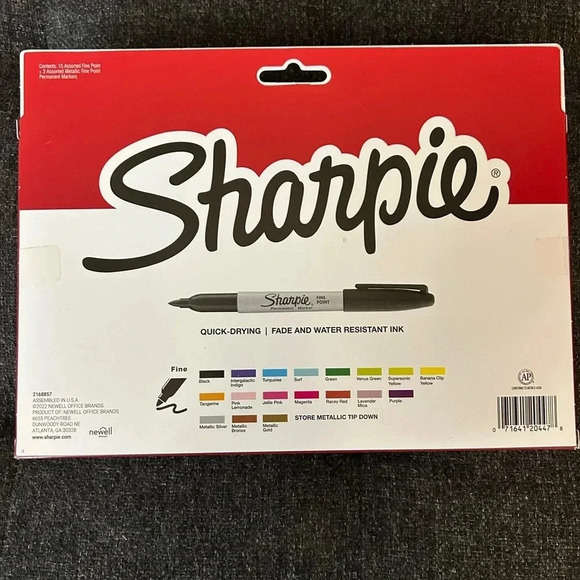 Contents: 15 Assorted Fine Point
+ 3 Assorted Metallic Fine Point
Permanent Markers
Sharpie®
Sharpie. FINE POINT
Permanent Marker
QUICK-DRYING | FADE AND WATER RESISTANT INK
Fine
Black Intergalactic Indigo Turquoise Surf Green Venus Green Supersonic Yellow Banana Clip Yellow
Tangerine Pink Lemonade Jellie Pink Magenta Racey Red Lavender Mica Purple
Metallic Silver Metallic Bronze Metallic Gold STORE METALLIC TIP DOWN
2168857
ASSEMBLED IN U.S.A.
©2022 NEWELL OFFICE BRANDS
PRODUCT OF: NEWELL OFFICE BRANDS
6655 PEACHTREE
DUNWOODY ROAD NE
ATLANTA, GA 30328
www.sharpie.com
newell
BRANDS
AP
0 71641 20447 8